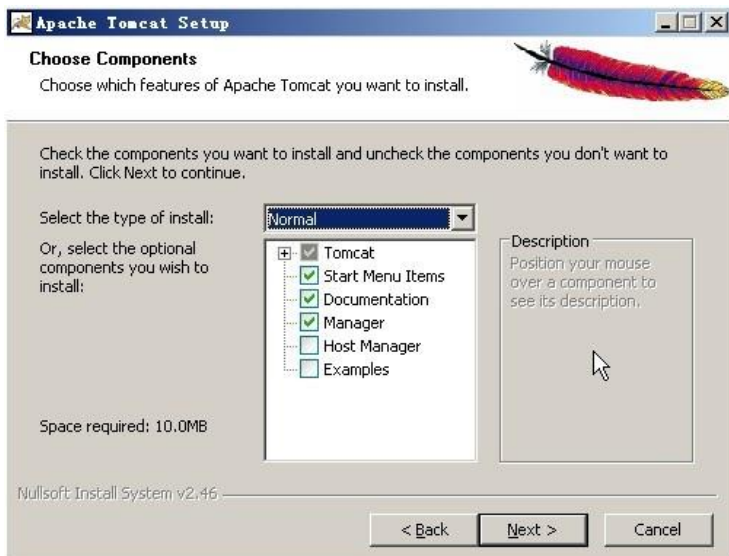 Apache Tomcat Setup
Choose Components
Choose which features of Apache Tomcat you want to install.
Check the components you want to install and uncheck the components you don't want to
install. Click Next to continue.
Select the type of install:
Normal
Or, select the optional
components you wish to
install:
Tomcat
Start Menu Items
Documentation
Manager
Host Manager
Examples
Description
Position your mouse
over a component to
see its description.
Space required: 10.0MB
Nullsoft Install System v2.46
< Back
Next >
Cancel